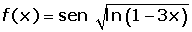 f(x) = sen √ln(1−3x)